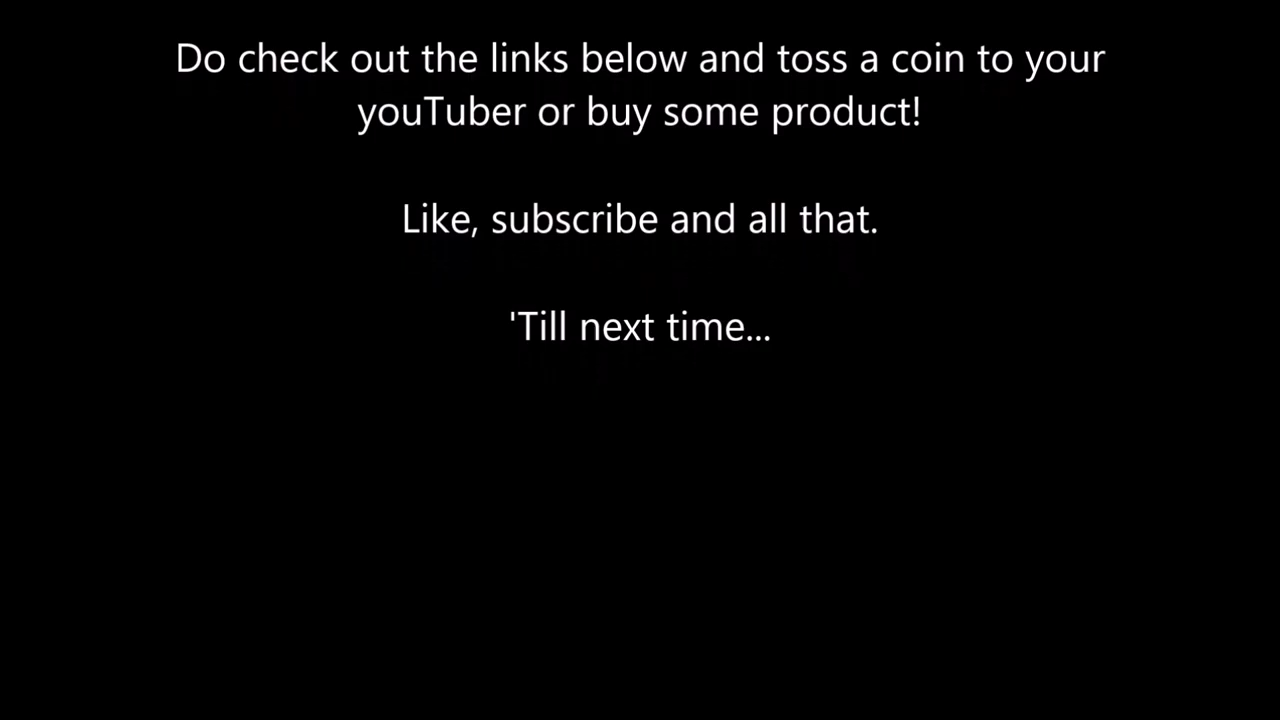 Do check out the links below and toss a coin to your
youTuber or buy some product!
Like, subscribe and all that.
'Till next time...